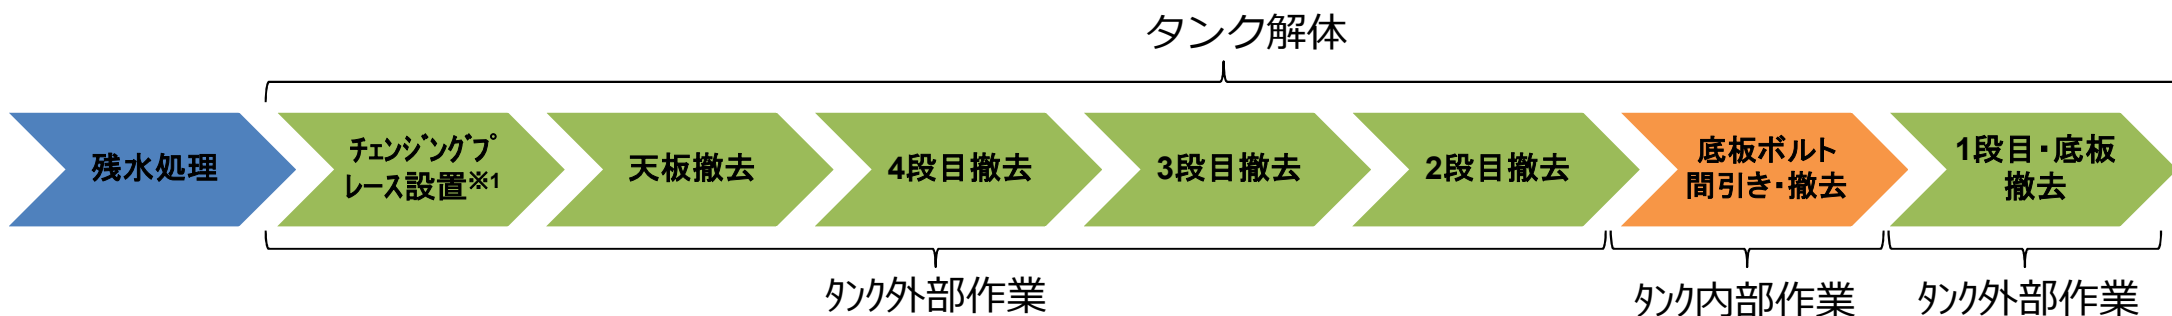 タンク解体
残水処理
ﾁｪﾝｼﾞﾝｸﾞﾌﾟ
ﾚｰｽ設置※1
天板撤去
4段目撤去
3段目撤去
2段目撤去
底板ボルト
間引き・撤去
1段目・底板
撤去
ﾀﾝｸ外部作業
ﾀﾝｸ内部作業
ﾀﾝｸ外部作業